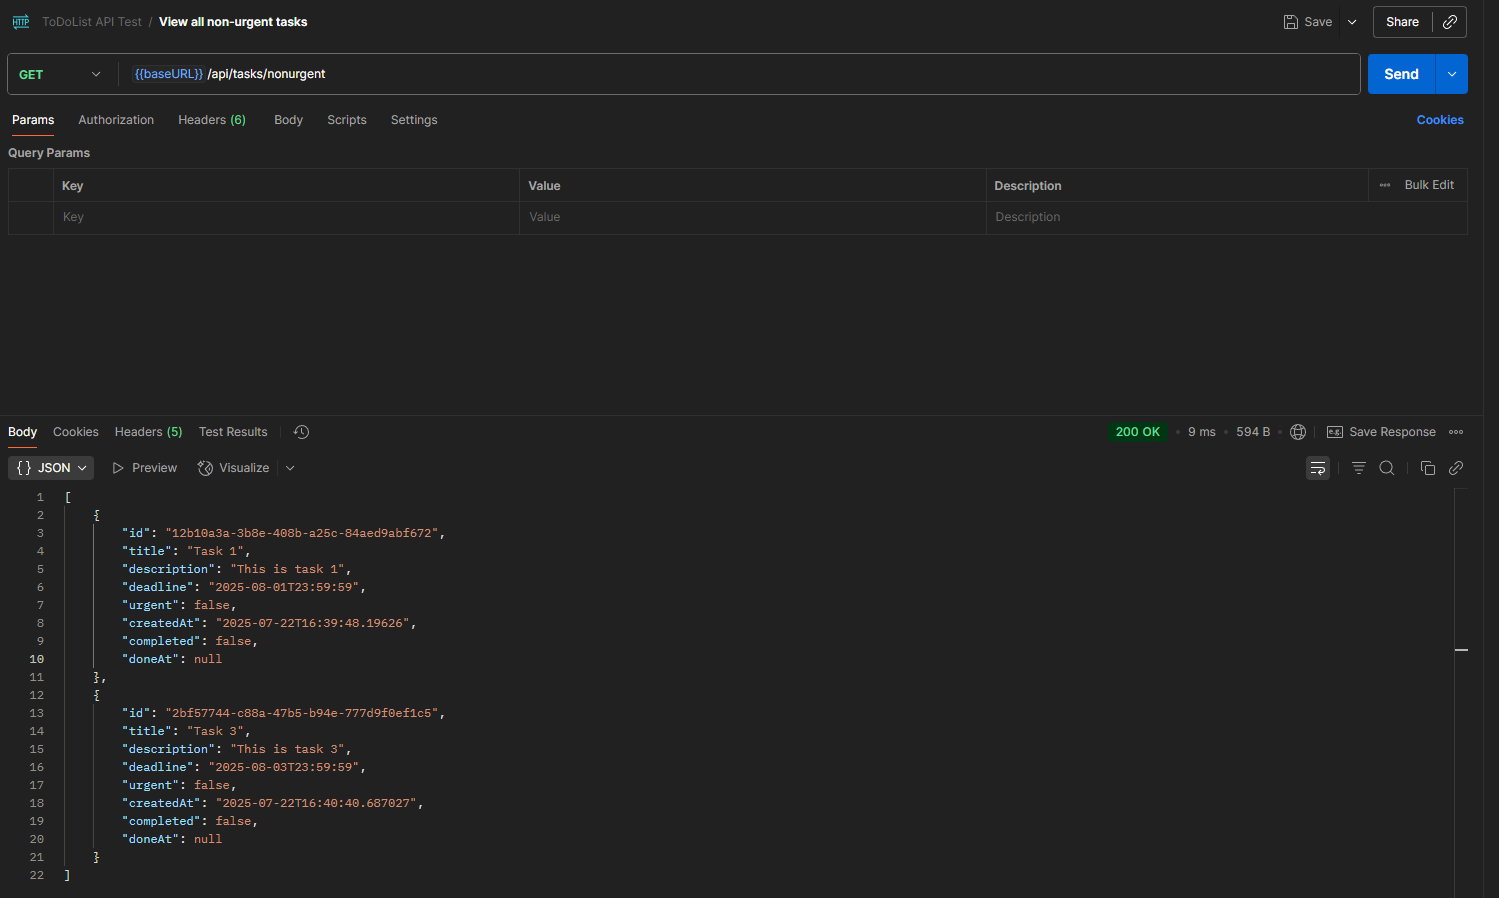 HTTP ToDoList API Test / View all non-urgent tasks Save Share
GET {{baseURL}} /api/tasks/nonurgent Send
Params Authorization Headers (6) Body Scripts Settings Cookies
Query Params
Key Value Description Bulk Edit
Key Value Description
Body Cookies Headers (5) Test Results 200 OK 9 ms 594 B e.g. Save Response
{} JSON Preview Visualize
1 [
2 {
3 "id": "12b10a3a-3b8e-408b-a25c-84aed9abf672",
4 "title": "Task 1",
5 "description": "This is task 1",
6 "deadline": "2025-08-01T23:59:59",
7 "urgent": false,
8 "createdAt": "2025-07-22T16:39:48.19626",
9 "completed": false,
10 "doneAt": null
11 },
12 {
13 "id": "2bf57744-c88a-47b5-b94e-777d9f0ef1c5",
14 "title": "Task 3",
15 "description": "This is task 3",
16 "deadline": "2025-08-03T23:59:59",
17 "urgent": false,
18 "createdAt": "2025-07-22T16:40:40.687027",
19 "completed": false,
20 "doneAt": null
21 }
22 ]